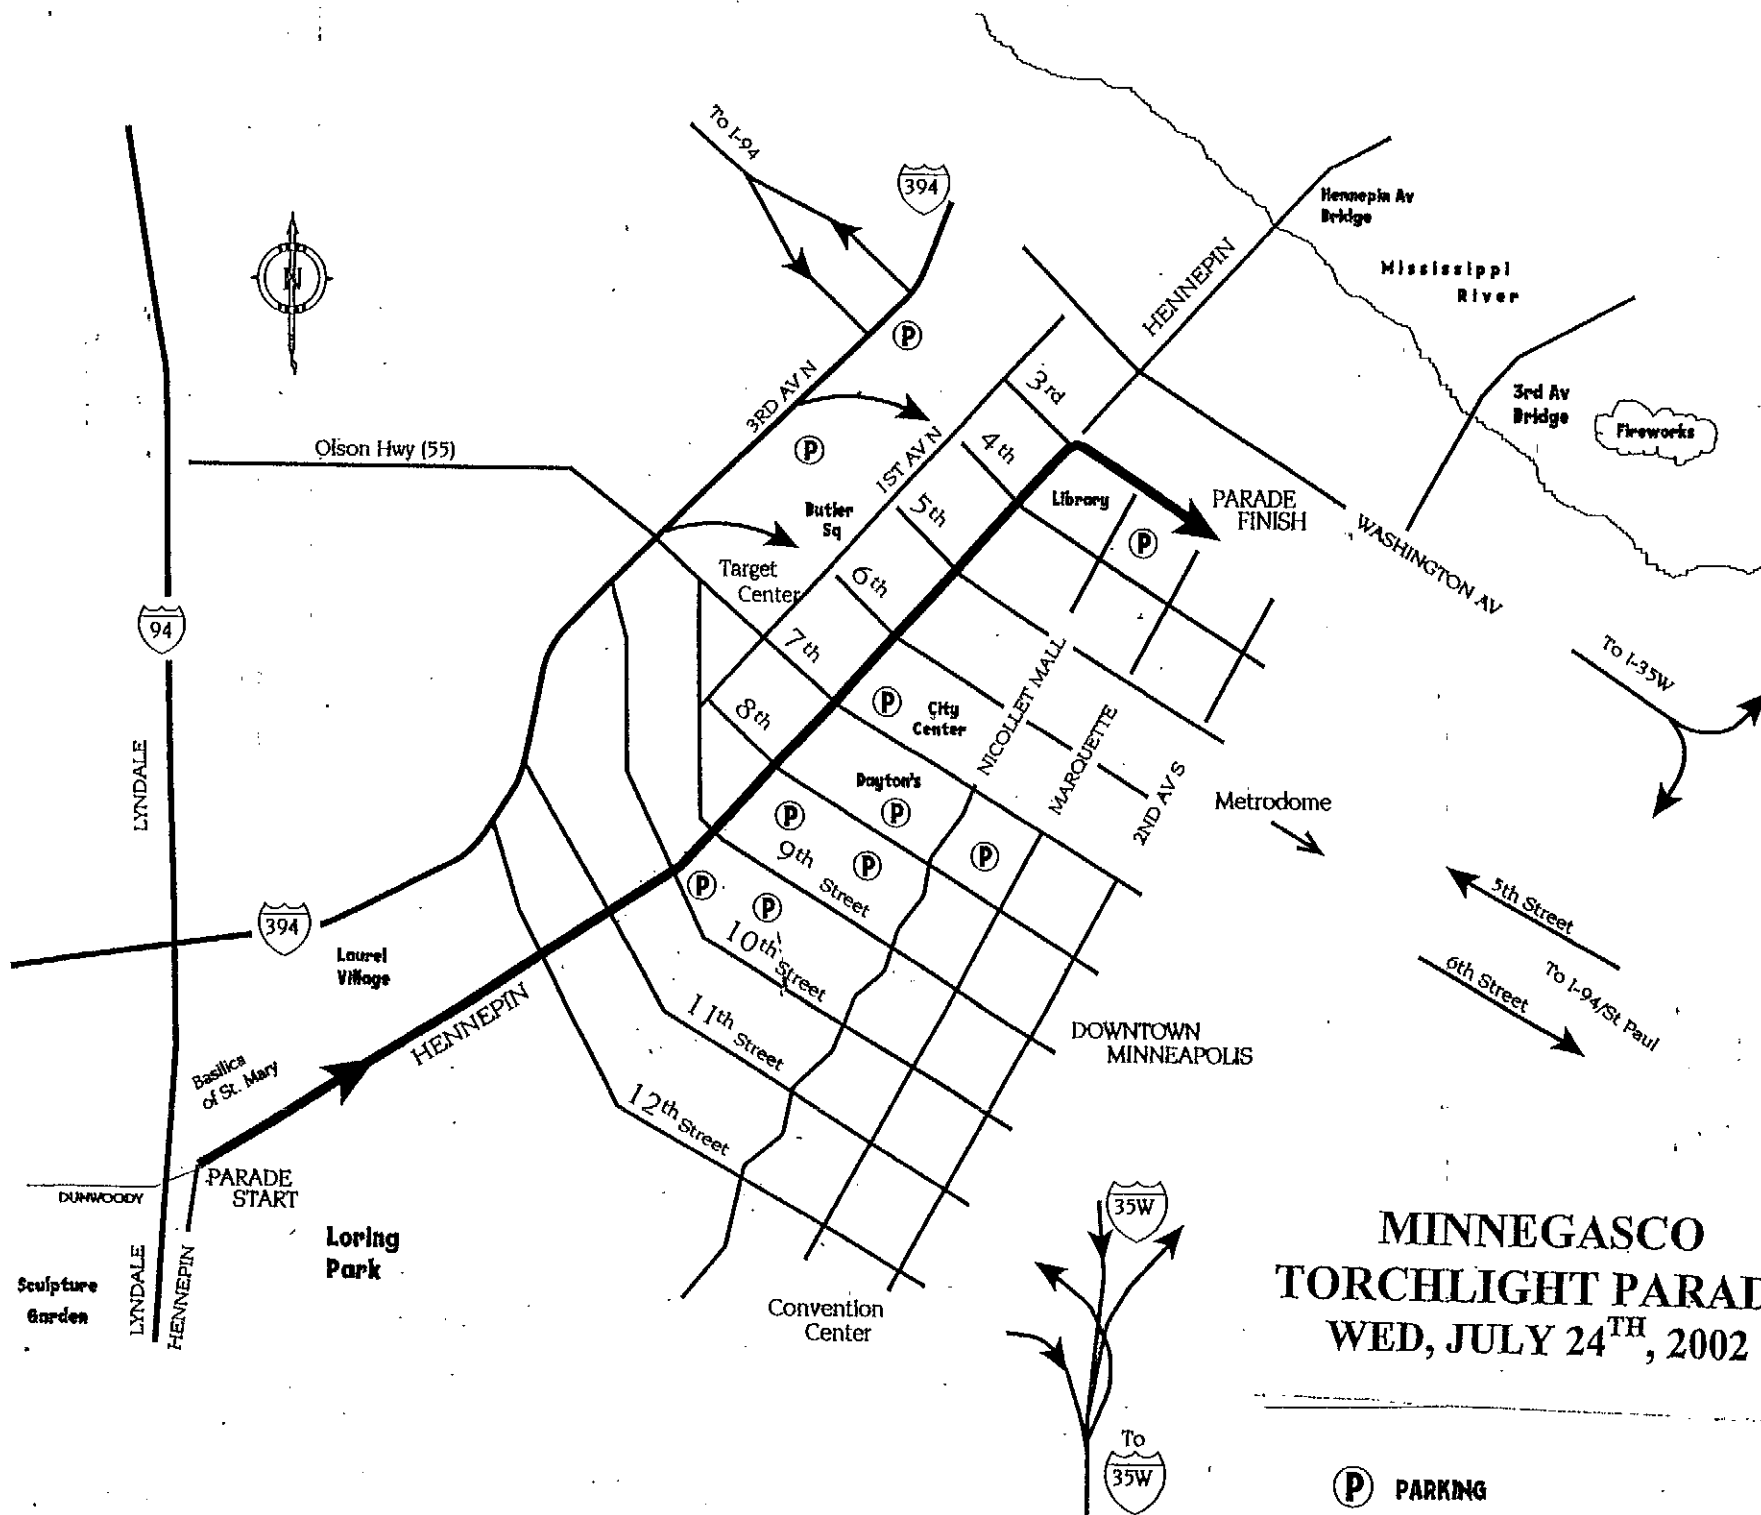 To I-94
394
Hennepin Av
Bridge
HENNEPIN
Mississippi
River
N
3RD AV N
3rd
3rd Av
Bridge
Fireworks
Olson Hwy (55)
1ST AV N
4th
Butler
Sq
5th
Library
PARADE
FINISH
WASHINGTON AV
Target
Center
6th
94
7th
To I-35W
8th
City
Center
NICOLLET MALL
MARQUETTE
2ND AV S
LYNDALE
Dayton's
Metrodome
9th
Street
5th Street
394
Laurel
Village
10th
Street
6th Street
To I-94/St Paul
HENNEPIN
11th
Street
DOWNTOWN
MINNEAPOLIS
Basilica
of St. Mary
12th
Street
PARADE
START
DUNWOODY
Loring
Park
Sculpture
Garden
LYNDALE
HENNEPIN
Convention
Center
35W
MINNEGASCO
TORCHLIGHT PARAD
WED, JULY 24TH, 2002
To
35W
P PARKING
P
P
P
P
P
P
P
P
P
P